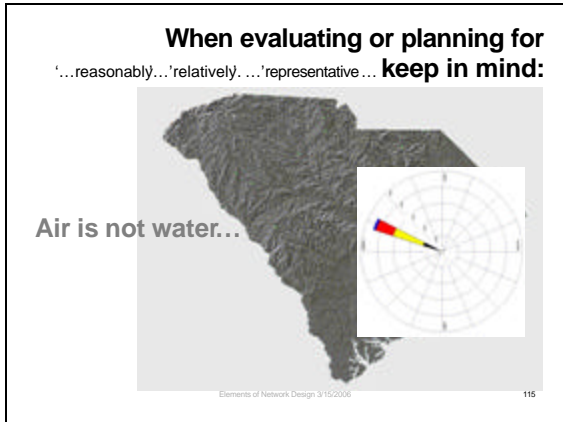 When evaluating or planning for
‘…reasonably’…’relatively’. …’representative… keep in mind:
Air is not water…
Elements of Network Design 3/15/2006
115